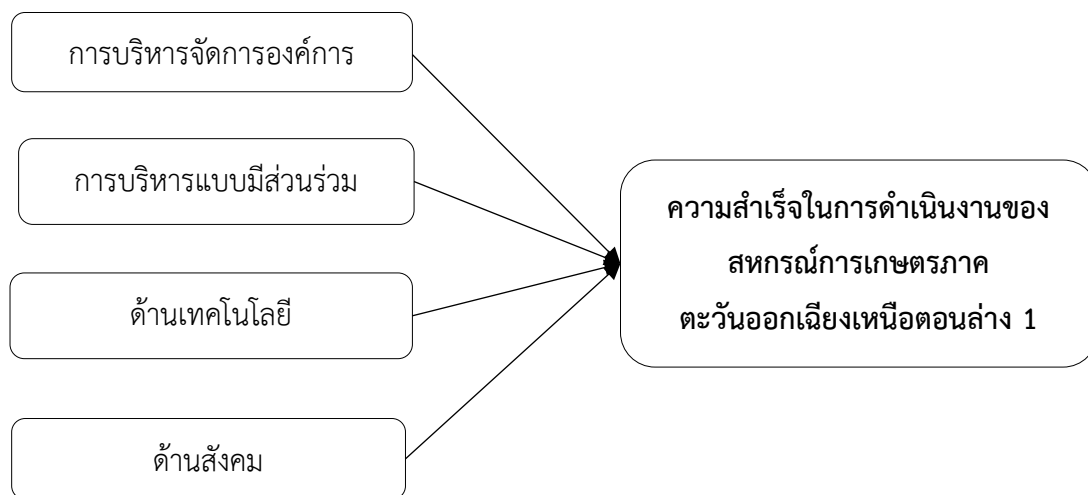 การบริหารจัดการองค์การ
การบริหารแบบมีส่วนร่วม
ด้านเทคโนโลยี
ด้านสังคม
ความสำเร็จในการดำเนินงานของ
สหกรณ์การเกษตรภาค
ตะวันออกเฉียงเหนือตอนล่าง 1